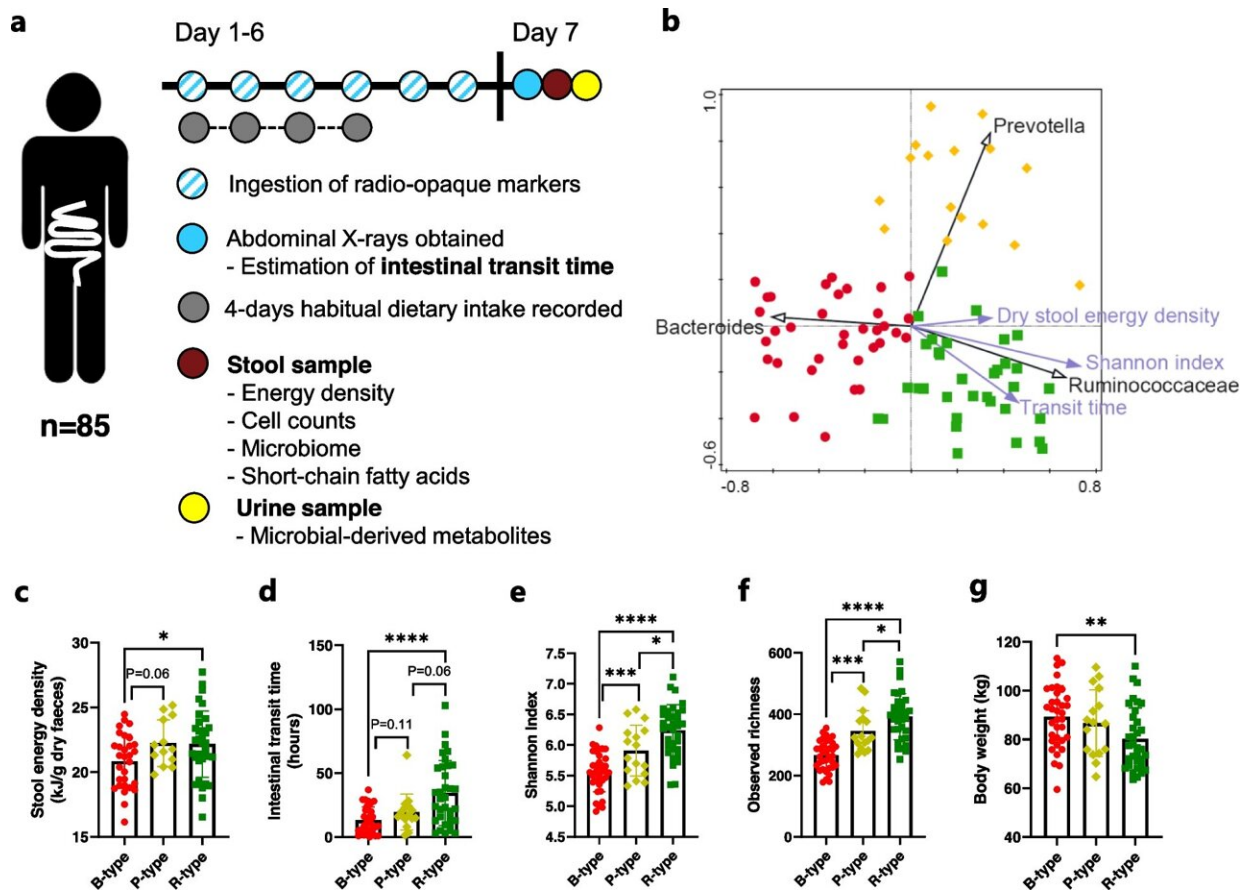 a
Day 1-6
Day 7
Ingestion of radio-opaque markers
Abdominal X-rays obtained
- Estimation of intestinal transit time
4-days habitual dietary intake recorded
Stool sample
- Energy density
- Cell counts
- Microbiome
- Short-chain fatty acids
Urine sample
- Microbial-derived metabolites
n=85
b
1.0
-0.6
-0.8
0.8
Prevotella
Bacteroides
Dry stool energy density
Shannon index
Ruminococcaceae
Transit time
c
Stool energy density
(kJ/g dry faeces)
30
25
20
15
*
P=0.06
B-type
P-type
R-type
d
Intestinal transit time
(hours)
150
100
50
0
****
P=0.06
P=0.11
B-type
P-type
R-type
e
Shannon index
7.5
7.0
6.5
6.0
5.5
5.0
4.5
****
*
***
B-type
P-type
R-type
f
Observed richness
600
400
200
0
****
*
***
B-type
P-type
R-type
g
Body weight (kg)
120
100
80
60
40
**
B-type
P-type
R-type